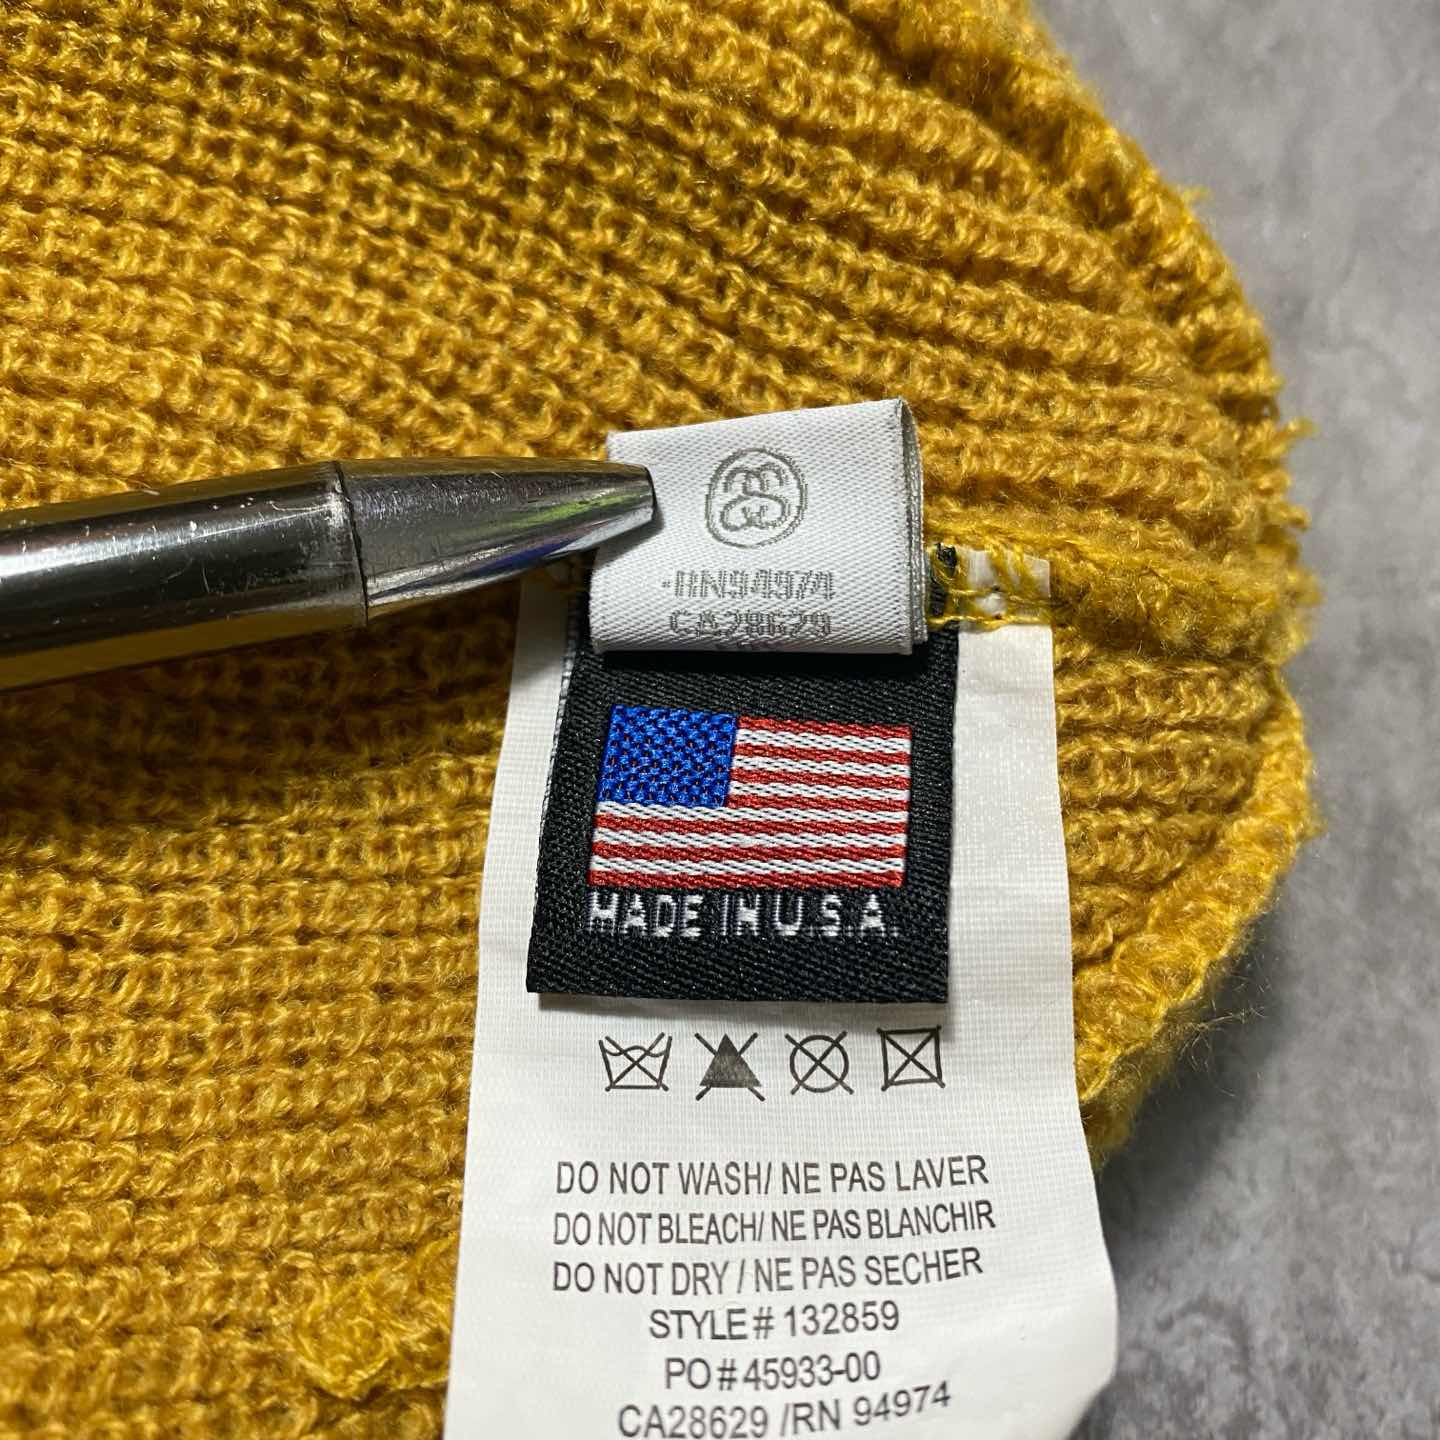 RN94974
CA28629
MADE IN U.S.A.
DO NOT WASH/ NE PAS LAVER
DO NOT BLEACH/ NE PAS BLANCHIR
DO NOT DRY / NE PAS SECHER
STYLE# 132859
PO#45933-00
CA28629 /RN 94974